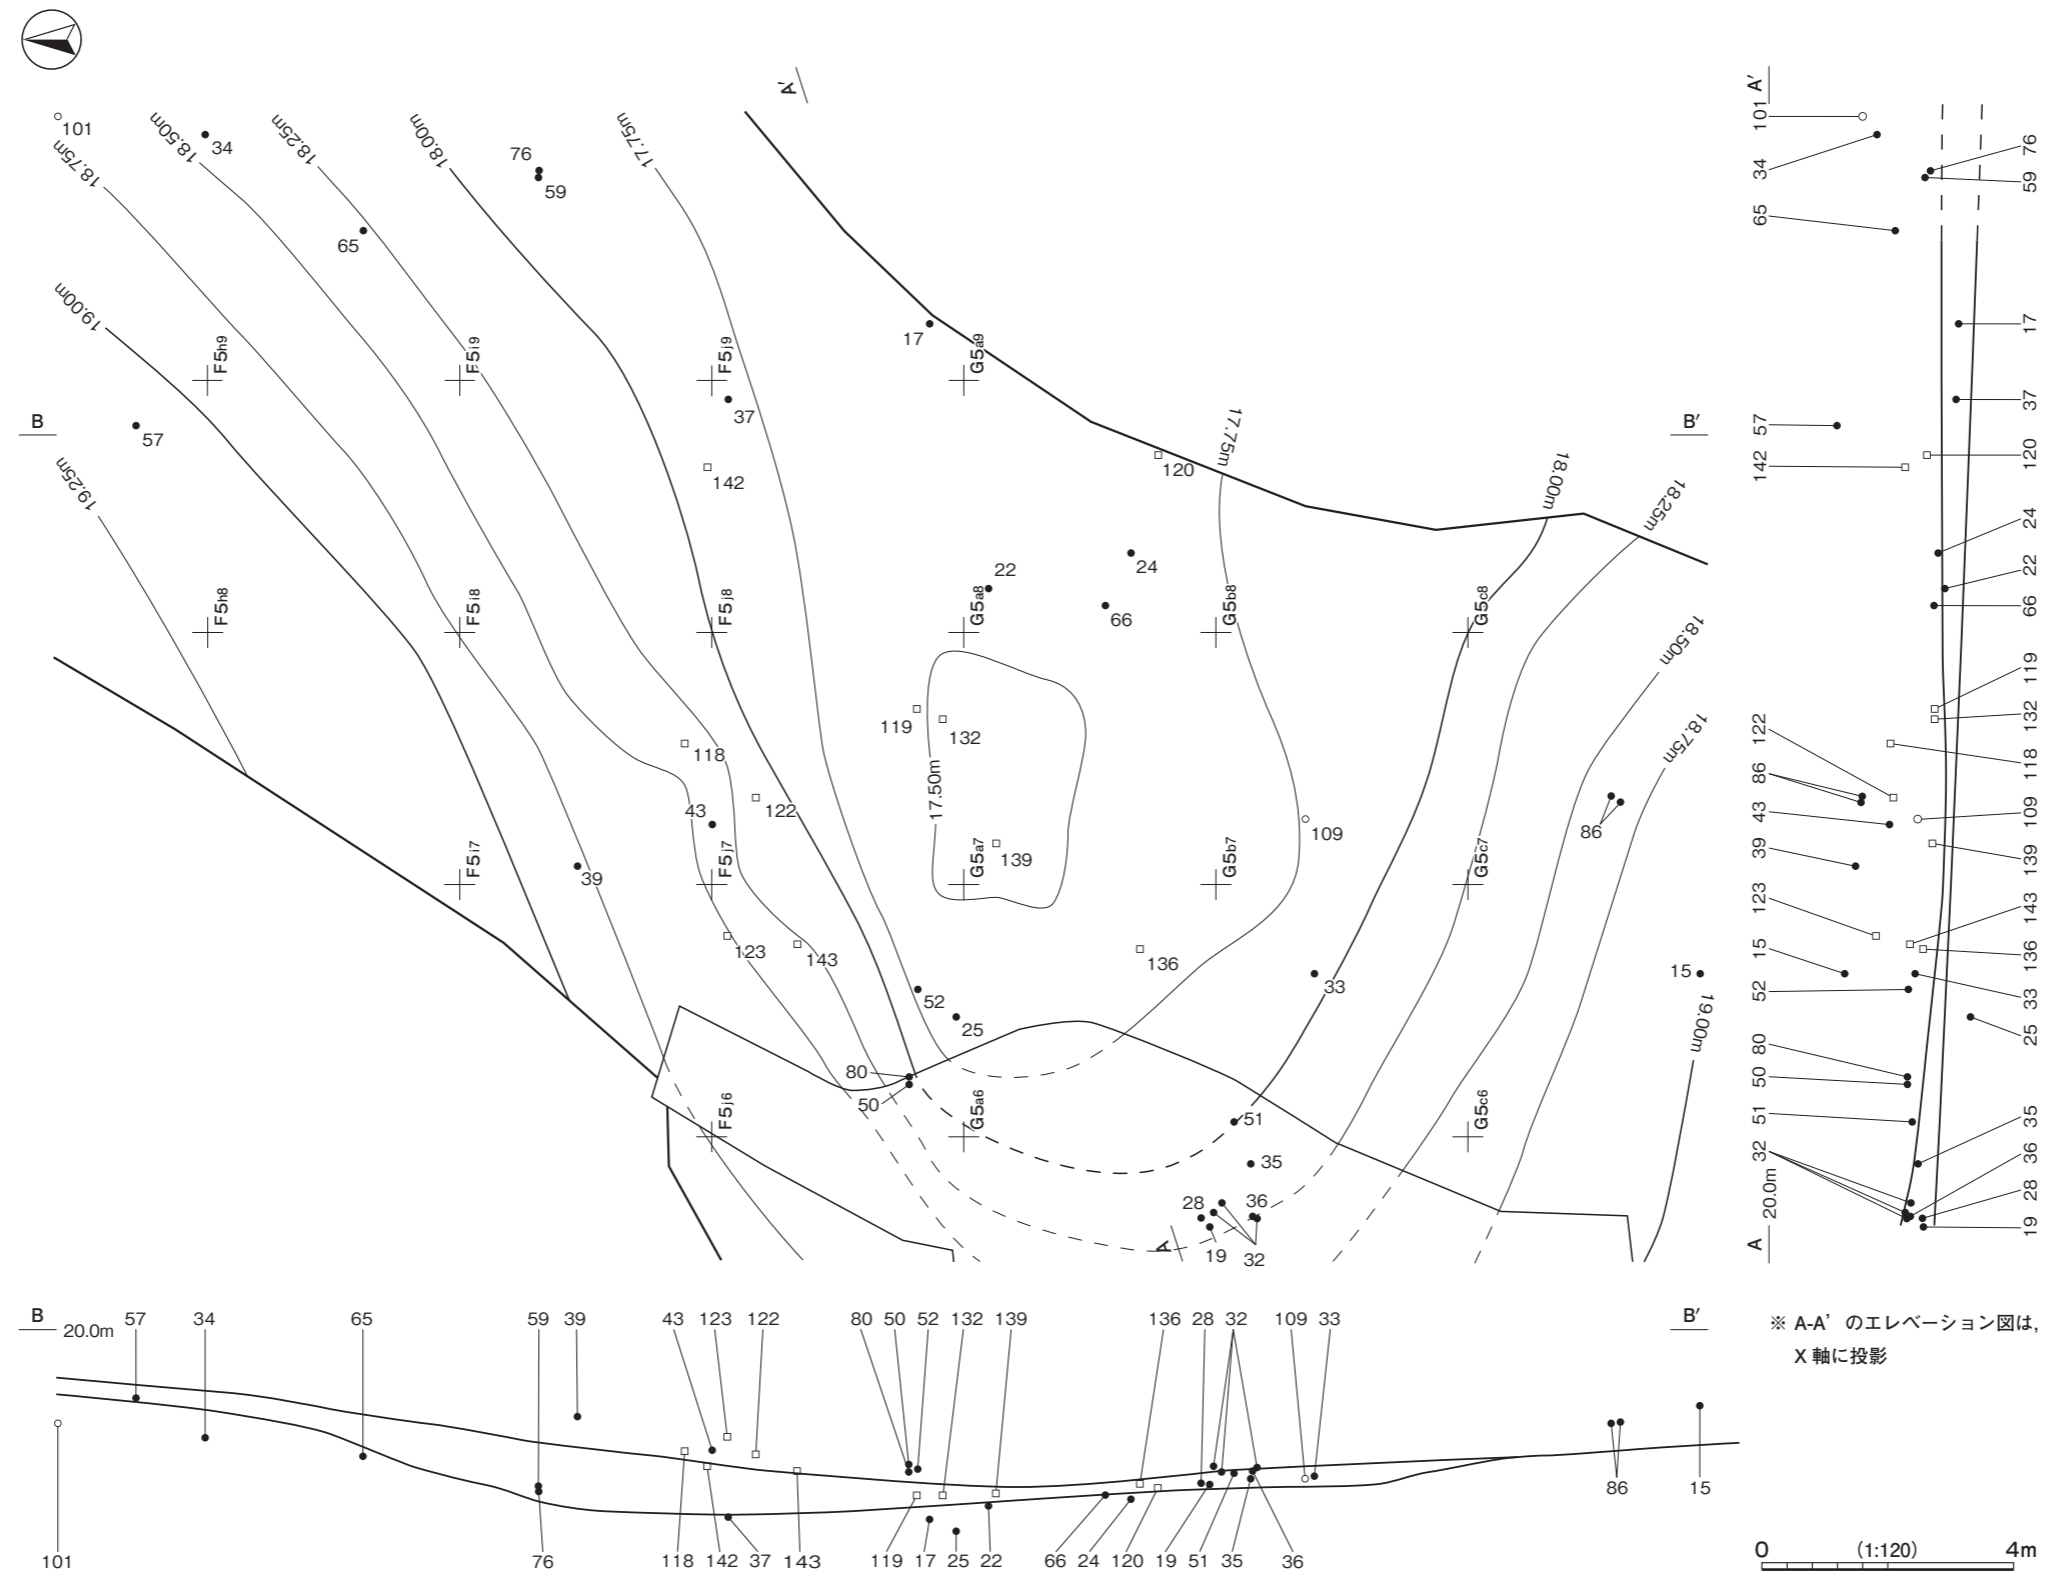 A′
101
18.75m
18.50m
34
18.25m
18.00m
76
59
17.75m
65
19.00m
17
F5h9
F5i9
F5j9
G5a9
37
B
57
B′
19.25m
142
120
17.75m
18.00m
18.25m
24
22
66
F5h8
F5i8
F5j8
G5a8
G5b8
G5c8
18.50m
119
132
118
18.75m
17.50m
122
43
109
86
139
39
F5i7
F5j7
G5a7
G5b7
G5c7
123
143
136
52
25
33
15
19.00m
80
50
51
F5j6
G5a6
G5c6
35
28
36
A
19
32
A′
101
34
76
59
65
17
37
57
120
142
24
22
66
119
132
122
118
86
109
43
139
39
123
143
136
15
33
52
25
80
50
51
35
32
36
28
20.0m
19
A
B
20.0m
57
34
65
59
39
43
123
122
80
50
52
132
139
136
28
32
109
33
B′
86
15
101
76
118
142
37
143
119
17
25
22
66
24
120
19
51
35
36
※ A-A’ のエレベーション図は，
X 軸に投影
0
(1:120)
4m